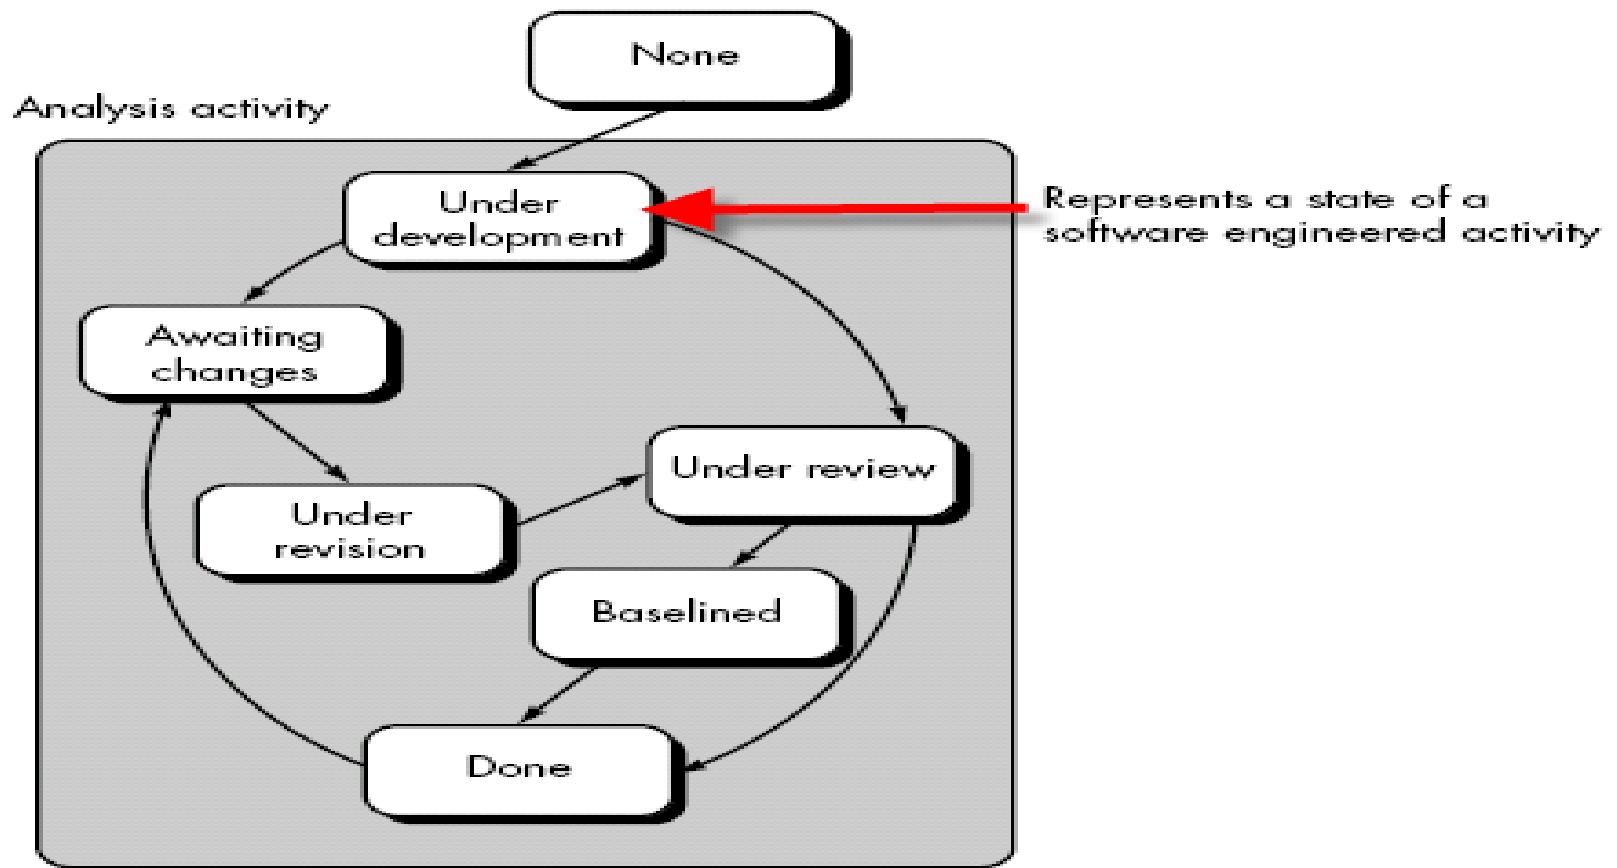 None
Analysis activity
Under
development
Represents a state of a
software engineered activity
Awaiting
changes
Under review
Under
revision
Baselined
Done